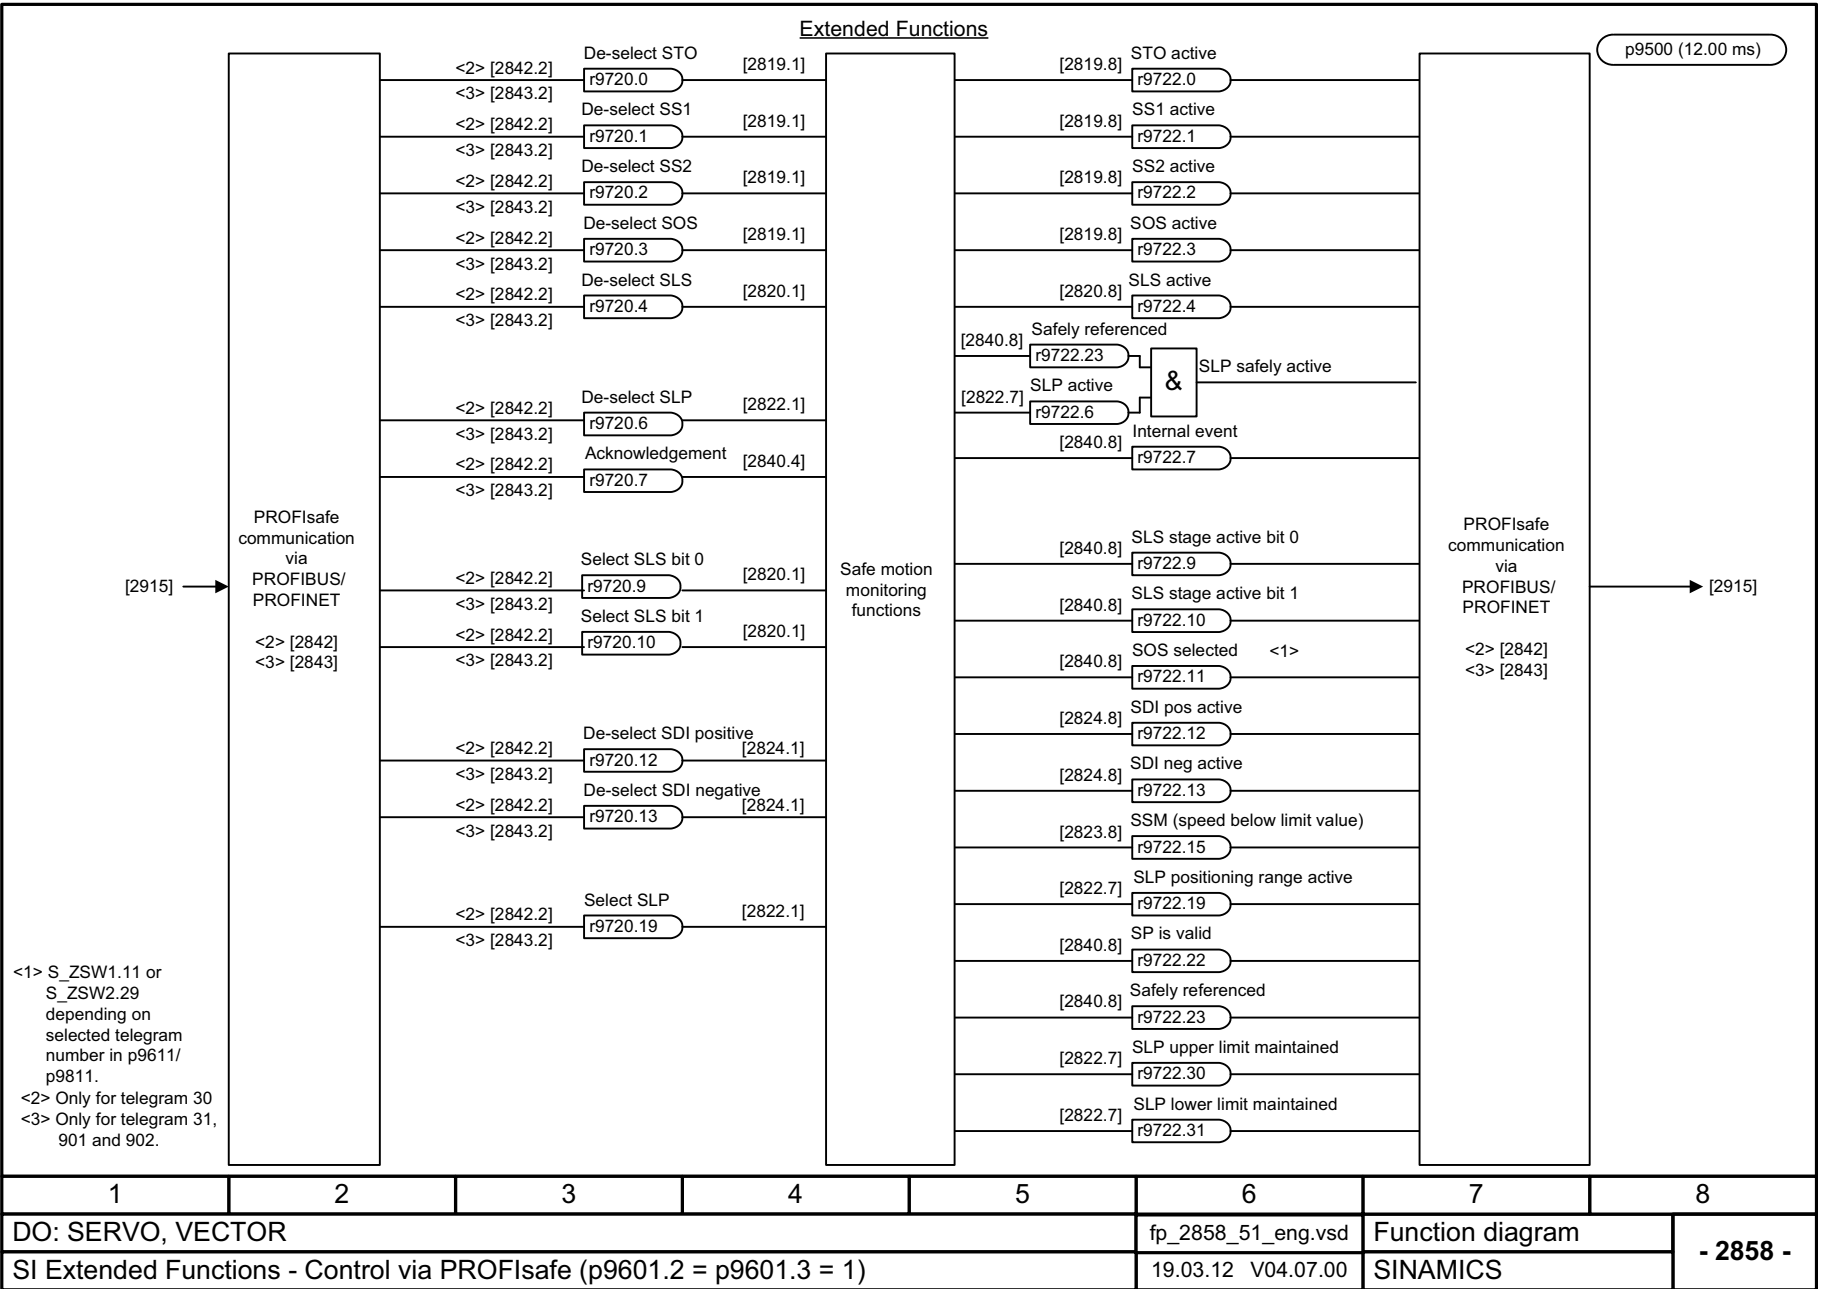 Extended Functions
p9500 (12.00 ms)
[2915]
PROFIsafe
communication
via
PROFIBUS/
PROFINET
<2> [2842]
<3> [2843]
De-select STO
<2> [2842.2]
r9720.0
[2819.1]
<3> [2843.2]
De-select SS1
<2> [2842.2]
r9720.1
[2819.1]
<3> [2843.2]
De-select SS2
<2> [2842.2]
r9720.2
[2819.1]
<3> [2843.2]
De-select SOS
<2> [2842.2]
r9720.3
[2819.1]
<3> [2843.2]
De-select SLS
<2> [2842.2]
r9720.4
[2820.1]
<3> [2843.2]
De-select SLP
<2> [2842.2]
r9720.6
[2822.1]
<3> [2843.2]
Acknowledgement
<2> [2842.2]
r9720.7
[2840.4]
<3> [2843.2]
Select SLS bit 0
<2> [2842.2]
r9720.9
[2820.1]
<3> [2843.2]
Select SLS bit 1
<2> [2842.2]
r9720.10
[2820.1]
<3> [2843.2]
De-select SDI positive
<2> [2842.2]
r9720.12
[2824.1]
<3> [2843.2]
De-select SDI negative
<2> [2842.2]
r9720.13
[2824.1]
<3> [2843.2]
Select SLP
<2> [2842.2]
r9720.19
[2822.1]
<3> [2843.2]
Safe motion
monitoring
functions
STO active
[2819.8]
r9722.0
SS1 active
[2819.8]
r9722.1
SS2 active
[2819.8]
r9722.2
SOS active
[2819.8]
r9722.3
SLS active
[2820.8]
r9722.4
Safely referenced
[2840.8]
r9722.23
SLP active
[2822.7]
r9722.6
&
SLP safely active
Internal event
[2840.8]
r9722.7
SLS stage active bit 0
[2840.8]
r9722.9
SLS stage active bit 1
[2840.8]
r9722.10
SOS selected <1>
[2840.8]
r9722.11
SDI pos active
[2824.8]
r9722.12
SDI neg active
[2824.8]
r9722.13
SSM (speed below limit value)
[2823.8]
r9722.15
SLP positioning range active
[2822.7]
r9722.19
SP is valid
[2840.8]
r9722.22
Safely referenced
[2840.8]
r9722.23
SLP upper limit maintained
[2822.7]
r9722.30
SLP lower limit maintained
[2822.7]
r9722.31
PROFIsafe
communication
via
PROFIBUS/
PROFINET
<2> [2842]
<3> [2843]
[2915]
<1> S_ZSW1.11 or
S_ZSW2.29
depending on
selected telegram
number in p9611/
p9811.
<2> Only for telegram 30
<3> Only for telegram 31,
901 and 902.
1 2 3 4 5 6 7 8
DO: SERVO, VECTOR
fp_2858_51_eng.vsd
Function diagram
- 2858 -
SI Extended Functions - Control via PROFIsafe (p9601.2 = p9601.3 = 1)
19.03.12 V04.07.00
SINAMICS